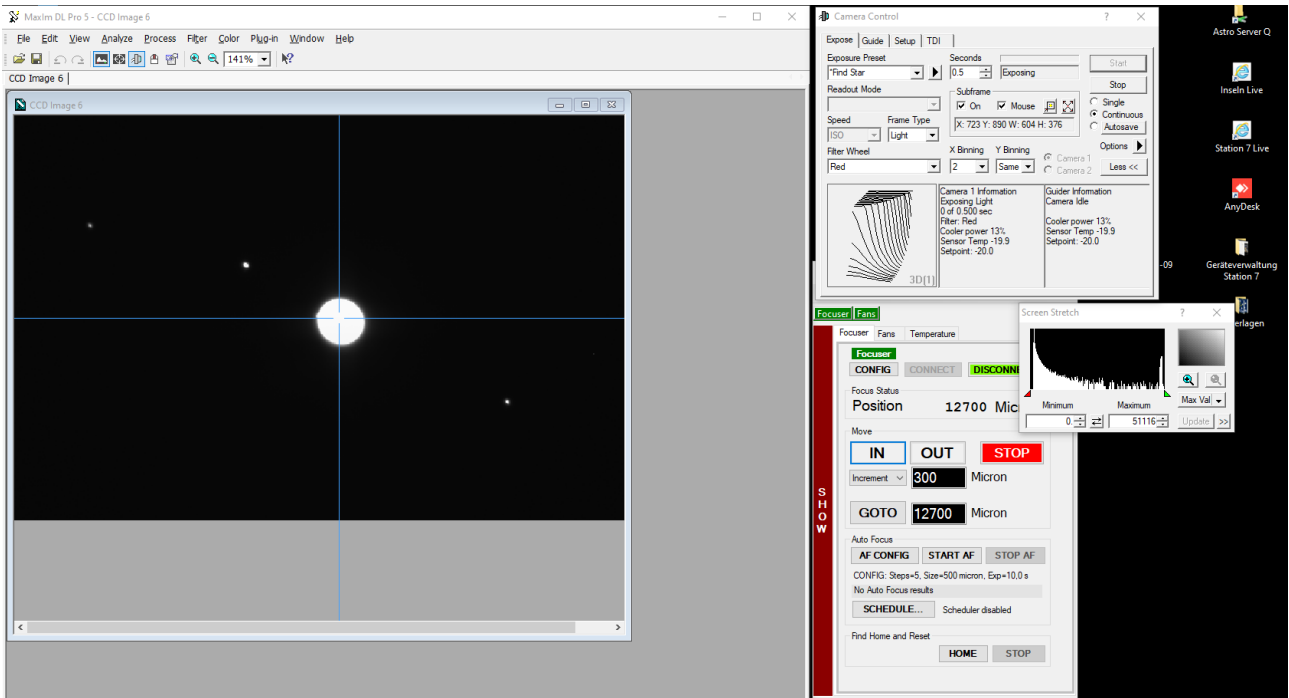 MaxIm DL Pro 5 - CCD Image 6
File Edit View Analyze Process Filter Color Plug-in Window Help
141%
CCD Image 6
CCD Image 6
Camera Control
Expose Guide Setup TDI
Exposure Preset
*Find Star
Seconds
0.5
Exposing
Start
Stop
Readout Mode
Subframe
On
Mouse
X: 723 Y: 890 W: 604 H: 376
Single
Continuous
Autosave
Speed
ISO
Frame Type
Light
Options
Filter Wheel
Red
X Binning
2
Y Binning
Same
Camera 1
Camera 2
Less <<
3D[1]
Camera 1 Information
Exposing Light
0 of 0.500 sec
Filter: Red
Cooler power 13%
Sensor Temp -19.9
Setpoint: -20.0
Guider Information
Camera Idle
Cooler power 13%
Sensor Temp -19.9
Setpoint: -20.0
Focuser Fans
SHOW
Focuser Fans Temperature
Focuser
CONFIG CONNECT DISCONN
Focus Status
Position 12700 Mic
Move
IN OUT STOP
Increment 300 Micron
GOTO 12700 Micron
Auto Focus
AF CONFIG START AF STOP AF
CONFIG: Steps=5, Size=500 micron, Exp=10,0 s
No Auto Focus results
SCHEDULE... Scheduler disabled
Find Home and Reset
HOME STOP
Screen Stretch
Minimum
Maximum
Max Val
0.
51116
Update >>
Astro Server Q
Inseln Live
Station 7 Live
AnyDesk
-09
Geräteverwaltung
Station 7
erlagen